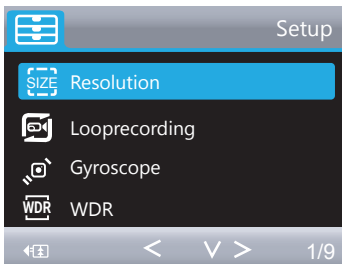 Setup
SIZE Resolution
Looprecording
Gyroscope
WDR WDR
1/9